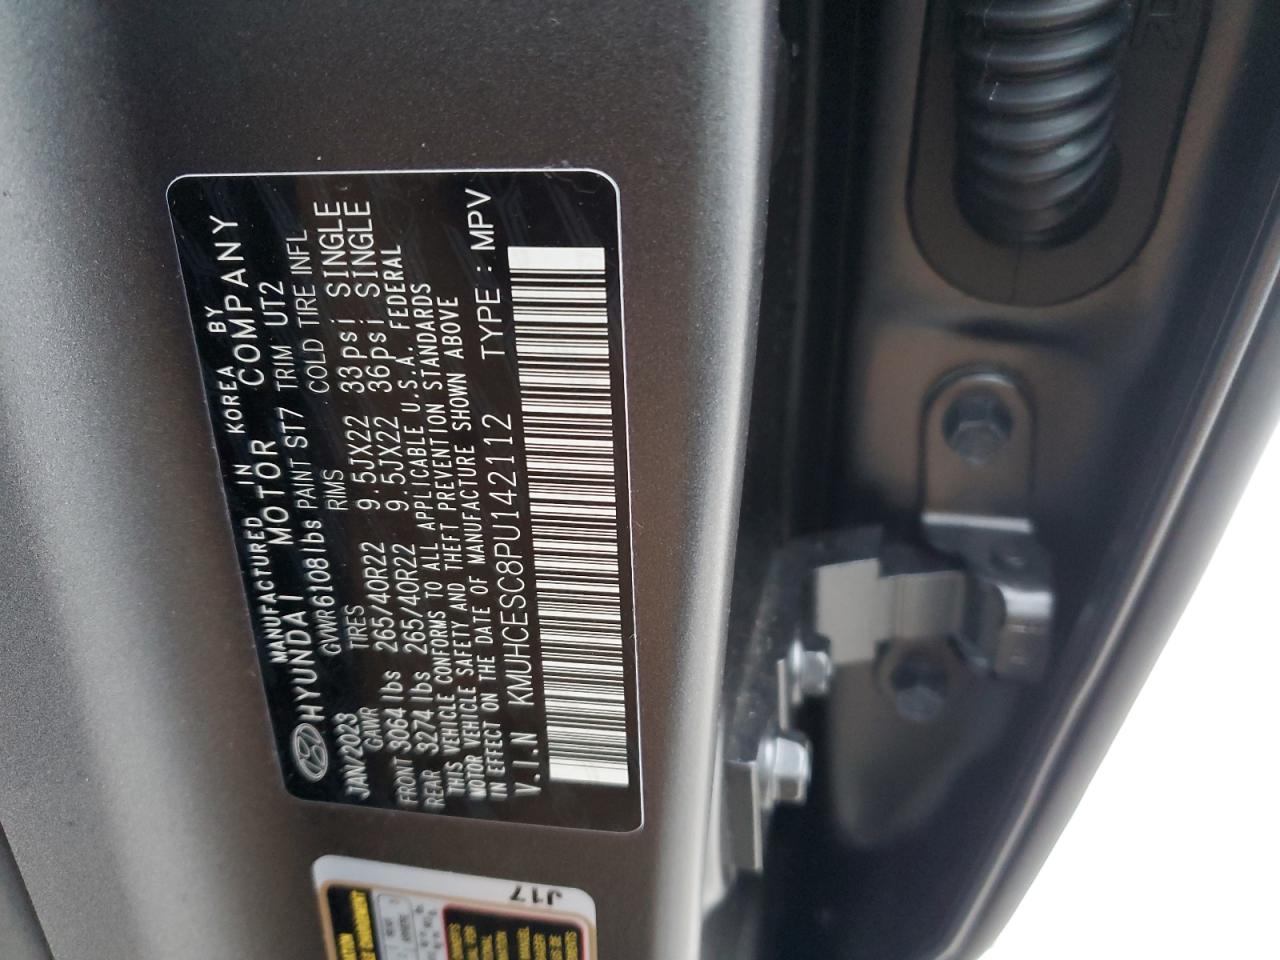 MANUFACTURED IN KOREA BY
HYUNDAI MOTOR COMPANY
GVWR 6108lbs PAINT ST7 TRIM UT2
JAN/2023 TIRES RIMS COLD TIRE INFL
GAWR
FRONT 3064 lbs 265/40R22 9.5JX22 33psi SINGLE
REAR 3274 lbs 265/40R22 9.5JX22 36psi SINGLE
THIS VEHICLE CONFORMS TO ALL APPLICABLE U.S.A. FEDERAL
MOTOR VEHICLE SAFETY AND THEFT PREVENTION STANDARDS
IN EFFECT ON THE DATE OF MANUFACTURE SHOWN ABOVE
V.I.N KMUHCESC8PU142112 TYPE : MPV
J17